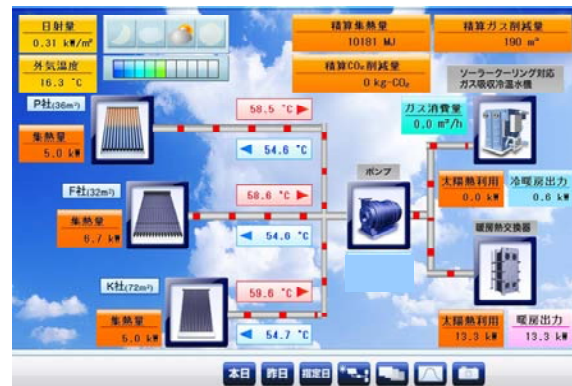 日射量
0.31 kW/m²
外気温度
16.3 ℃
積算集熱量
10181 MJ
積算ガス削減量
190 m³
積算CO₂削減量
0 kg-CO₂
ソーラークーリング対応
ガス吸収冷温水機
P社(36m²)
集熱量
5.0 kW
58.5 ℃
54.6 ℃
ガス消費量
0.0 m³/h
太陽熱利用
0.0 kW
冷暖房出力
0.6 kW
F社(32m²)
集熱量
6.7 kW
58.6 ℃
54.0 ℃
ポンプ
暖房熱交換器
K社(72m²)
集熱量
5.0 kW
59.6 ℃
54.7 ℃
太陽熱利用
13.3 kW
暖房出力
13.3 kW
本日
昨日
指定日